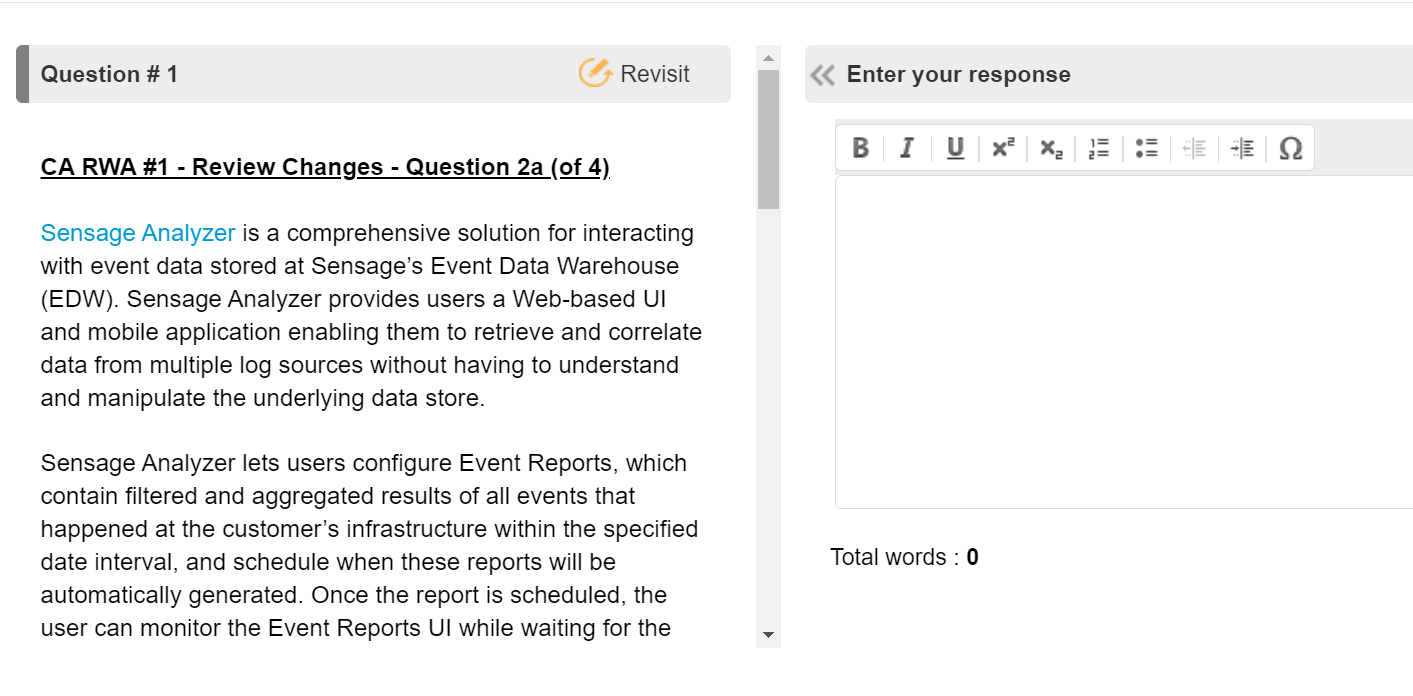 Question # 1
Revisit
CA RWA #1 - Review Changes - Question 2a (of 4)
Sensage Analyzer is a comprehensive solution for interacting
with event data stored at Sensage’s Event Data Warehouse
(EDW). Sensage Analyzer provides users a Web-based UI
and mobile application enabling them to retrieve and correlate
data from multiple log sources without having to understand
and manipulate the underlying data store.
Sensage Analyzer lets users configure Event Reports, which
contain filtered and aggregated results of all events that
happened at the customer’s infrastructure within the specified
date interval, and schedule when these reports will be
automatically generated. Once the report is scheduled, the
user can monitor the Event Reports UI while waiting for the
Enter your response
B I U x² x₂ Ω
Total words : 0